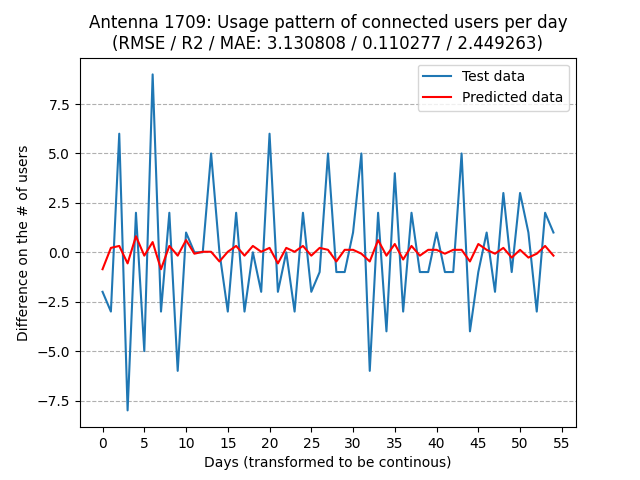 Antenna 1709: Usage pattern of connected users per day
(RMSE / R2 / MAE: 3.130808 / 0.110277 / 2.449263)
Test data
Predicted data
Difference on the # of users
7.5
5.0
2.5
0.0
−2.5
−5.0
−7.5
0 5 10 15 20 25 30 35 40 45 50 55
Days (transformed to be continous)